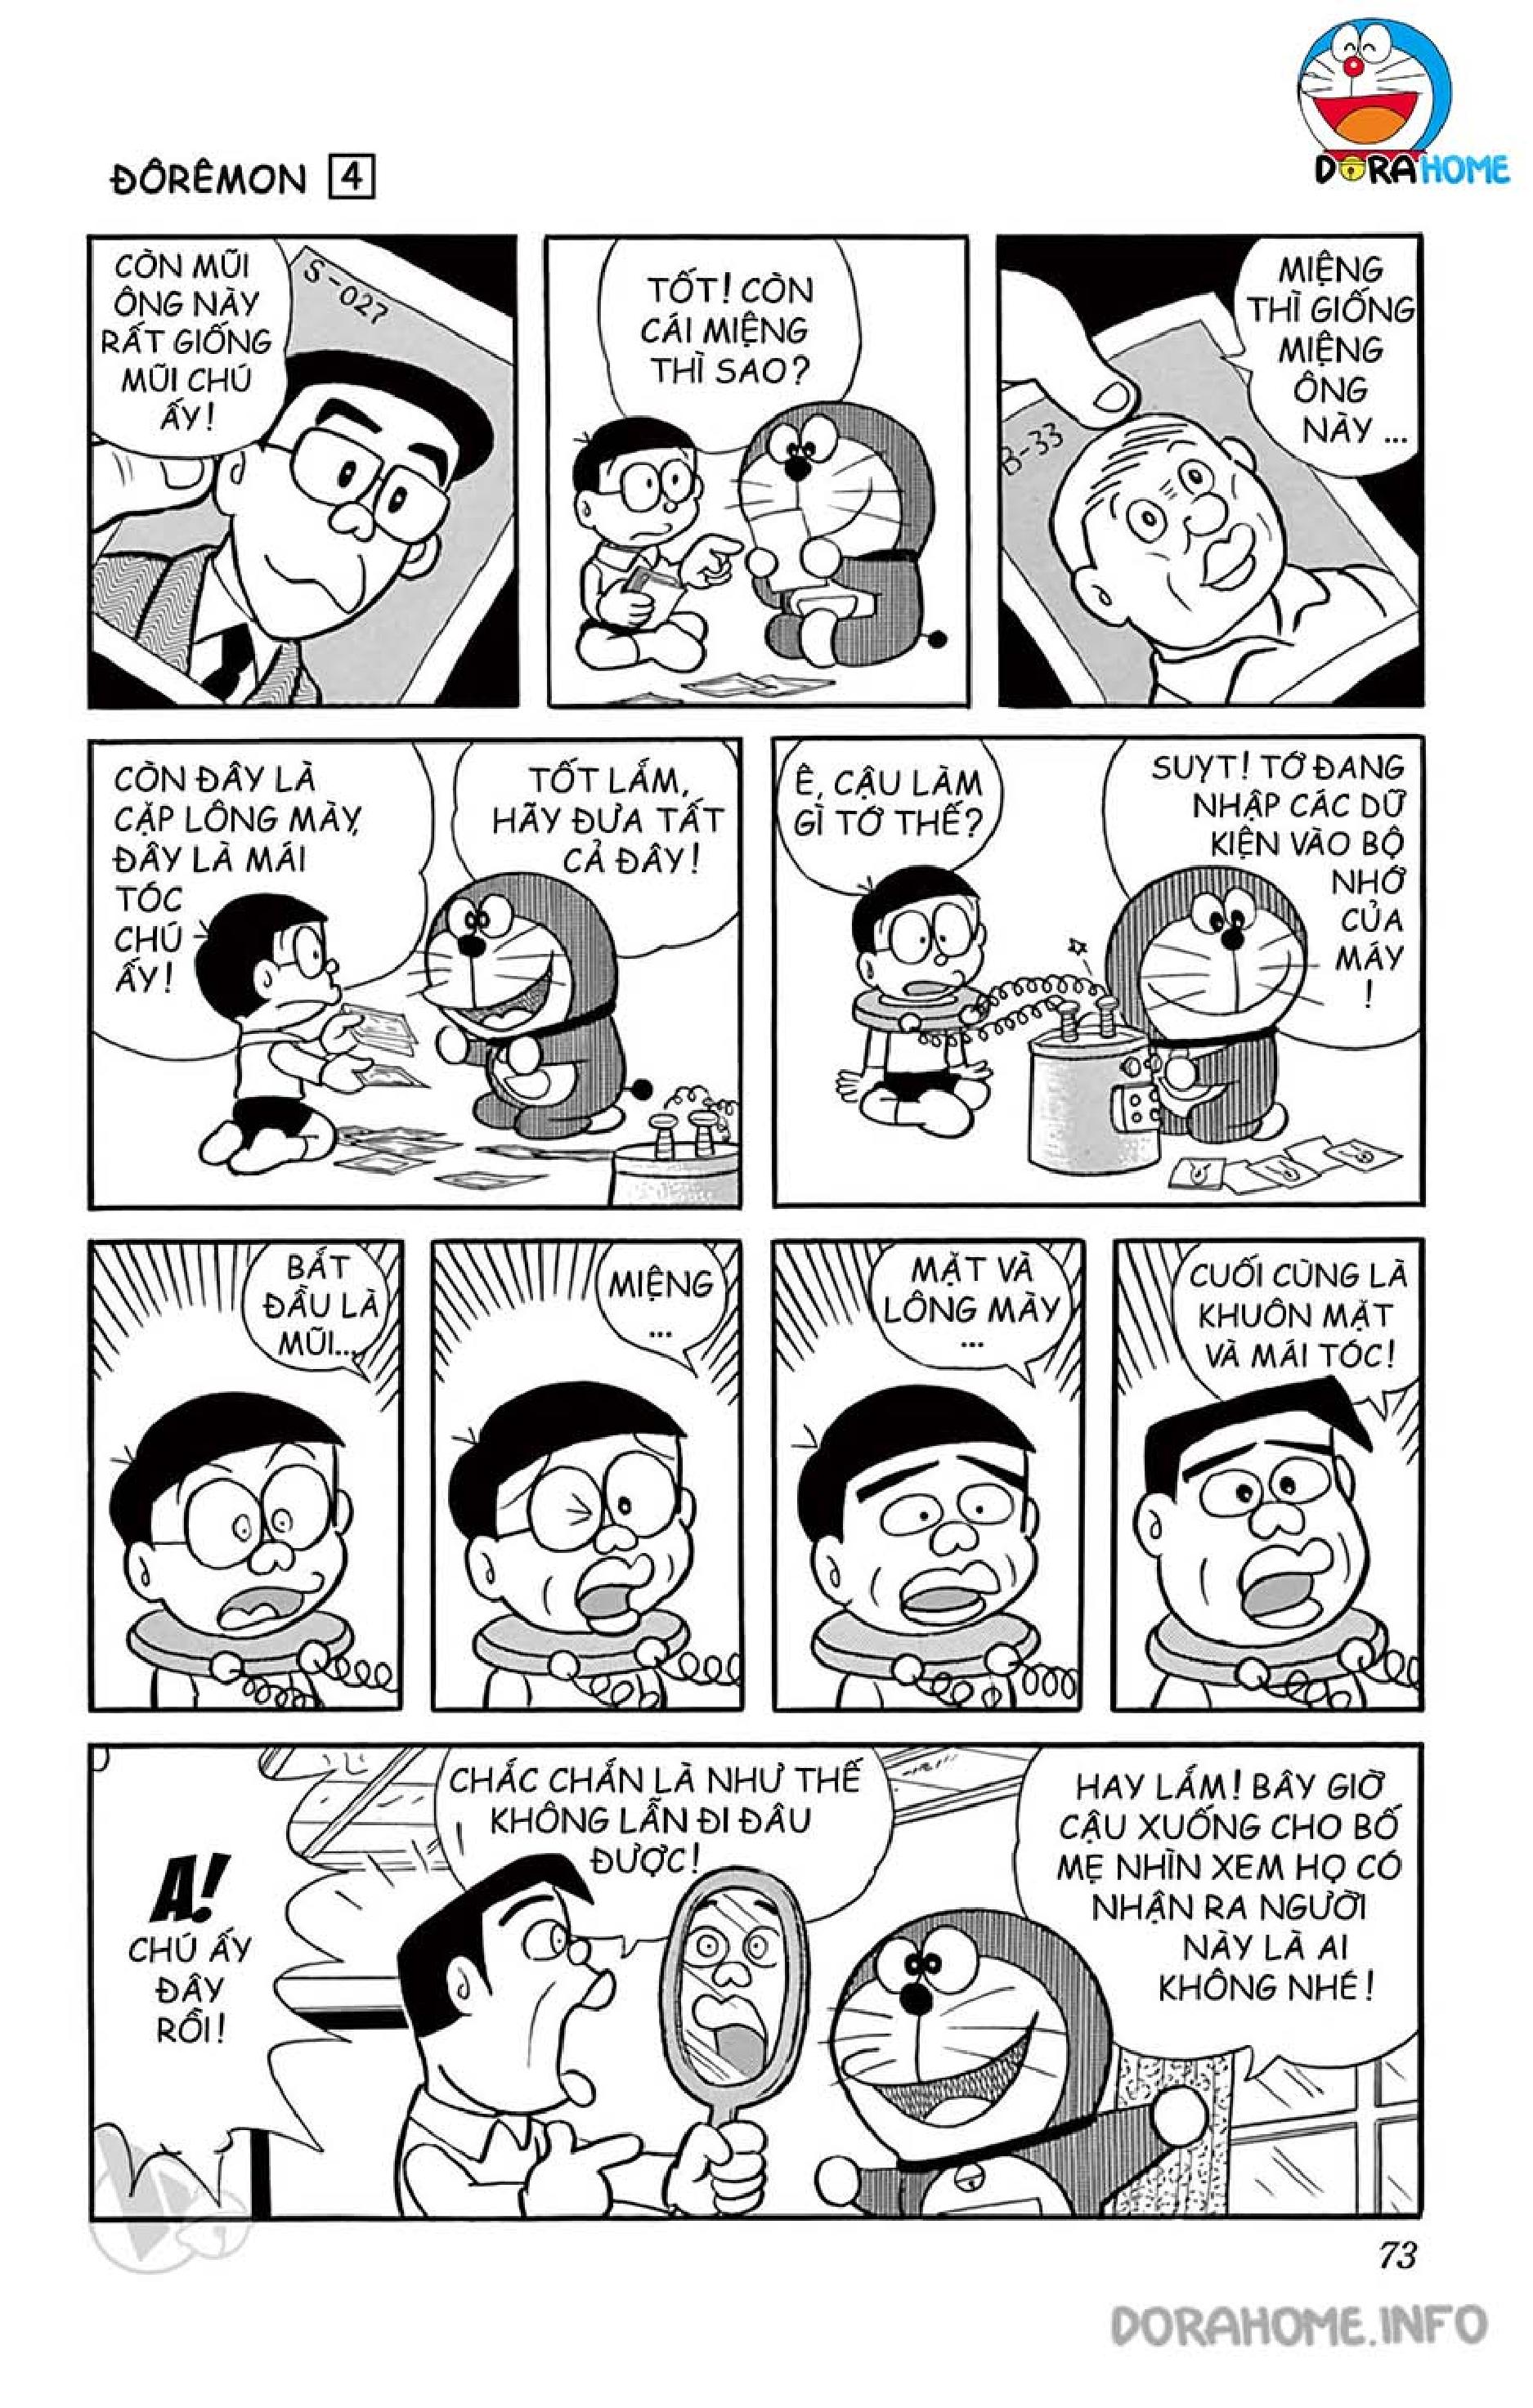 DORAHOME
ĐÔRÊMON 4
CÒN MŨI
ÔNG NÀY
RẤT GIỐNG
MŨI CHÚ
ẤY!
S-027
TỐT! CÒN
CÁI MIỆNG
THÌ SAO?
MIỆNG
THÌ GIỐNG
MIỆNG
ÔNG
NÀY ...
B-33
CÒN ĐÂY LÀ
CẶP LÔNG MÀY,
ĐÂY LÀ MÁI
TÓC
CHÚ
ẤY!
TỐT LẮM,
HÃY ĐƯA TẤT
CẢ ĐÂY!
Ê, CẬU LÀM
GÌ TỚ THẾ?
SUỴT! TỚ ĐANG
NHẬP CÁC DỮ
KIỆN VÀO BỘ
NHỚ
CỦA
MÁY
!
BẮT
ĐẦU LÀ
MŨI...
MIỆNG
...
MẶT VÀ
LÔNG MÀY
...
CUỐI CÙNG LÀ
KHUÔN MẶT
VÀ MÁI TÓC!
A!
CHÚ ẤY
ĐÂY
RỒI!
CHẮC CHẮN LÀ NHƯ THẾ
KHÔNG LẪN ĐI ĐÂU
ĐƯỢC!
HAY LẮM! BÂY GIỜ
CẬU XUỐNG CHO BỐ
MẸ NHÌN XEM HỌ CÓ
NHẬN RA NGƯỜI
NÀY LÀ AI
KHÔNG NHÉ!
73
DORAHOME.INFO